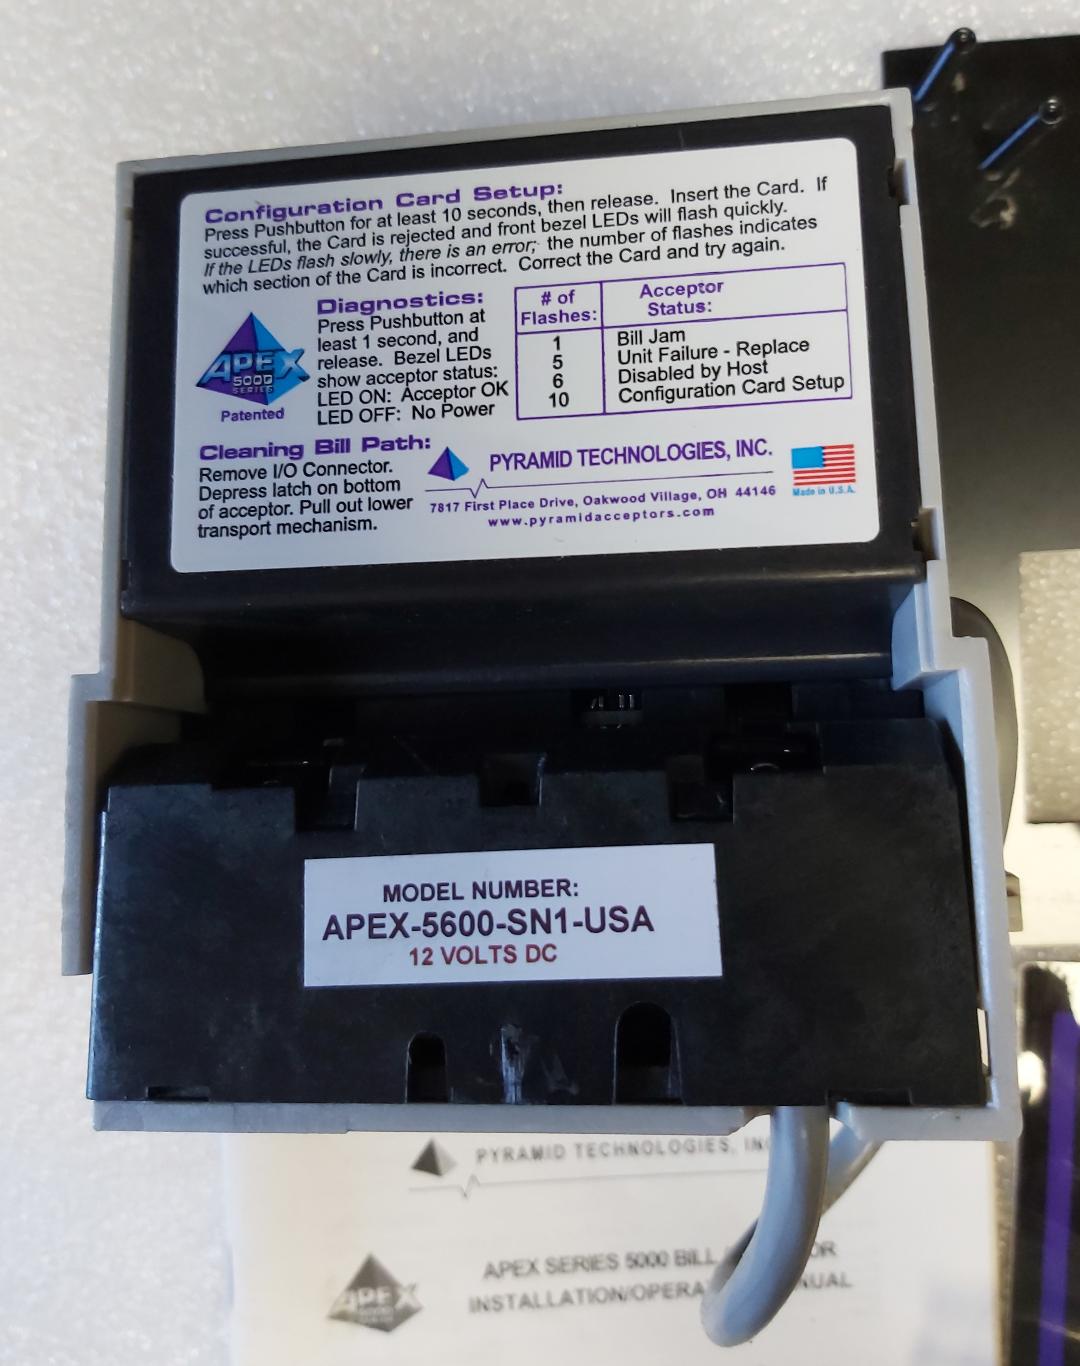 Configuration Card Setup:
Press Pushbutton for at least 10 seconds, then release. Insert the Card. If
successful, the Card is rejected and front bezel LEDs will flash quickly.
If the LEDs flash slowly, there is an error; the number of flashes indicates
which section of the Card is incorrect. Correct the Card and try again.
APEX
5000
SERIES
Patented
Diagnostics:
Press Pushbutton at
least 1 second, and
release. Bezel LEDs
show acceptor status:
LED ON: Acceptor OK
LED OFF: No Power
# of Flashes: Acceptor Status:
1 Bill Jam
5 Unit Failure - Replace
6 Disabled by Host
10 Configuration Card Setup
Cleaning Bill Path:
Remove I/O Connector.
Depress latch on bottom
of acceptor. Pull out lower
transport mechanism.
PYRAMID TECHNOLOGIES, INC.
7817 First Place Drive, Oakwood Village, OH 44146
www.pyramidacceptors.com
Made in U.S.A.
MODEL NUMBER:
APEX-5600-SN1-USA
12 VOLTS DC
PYRAMID TECHNOLOGIES, INC
APEX
APEX SERIES 5000 BILL
INSTALLATION/OPERA